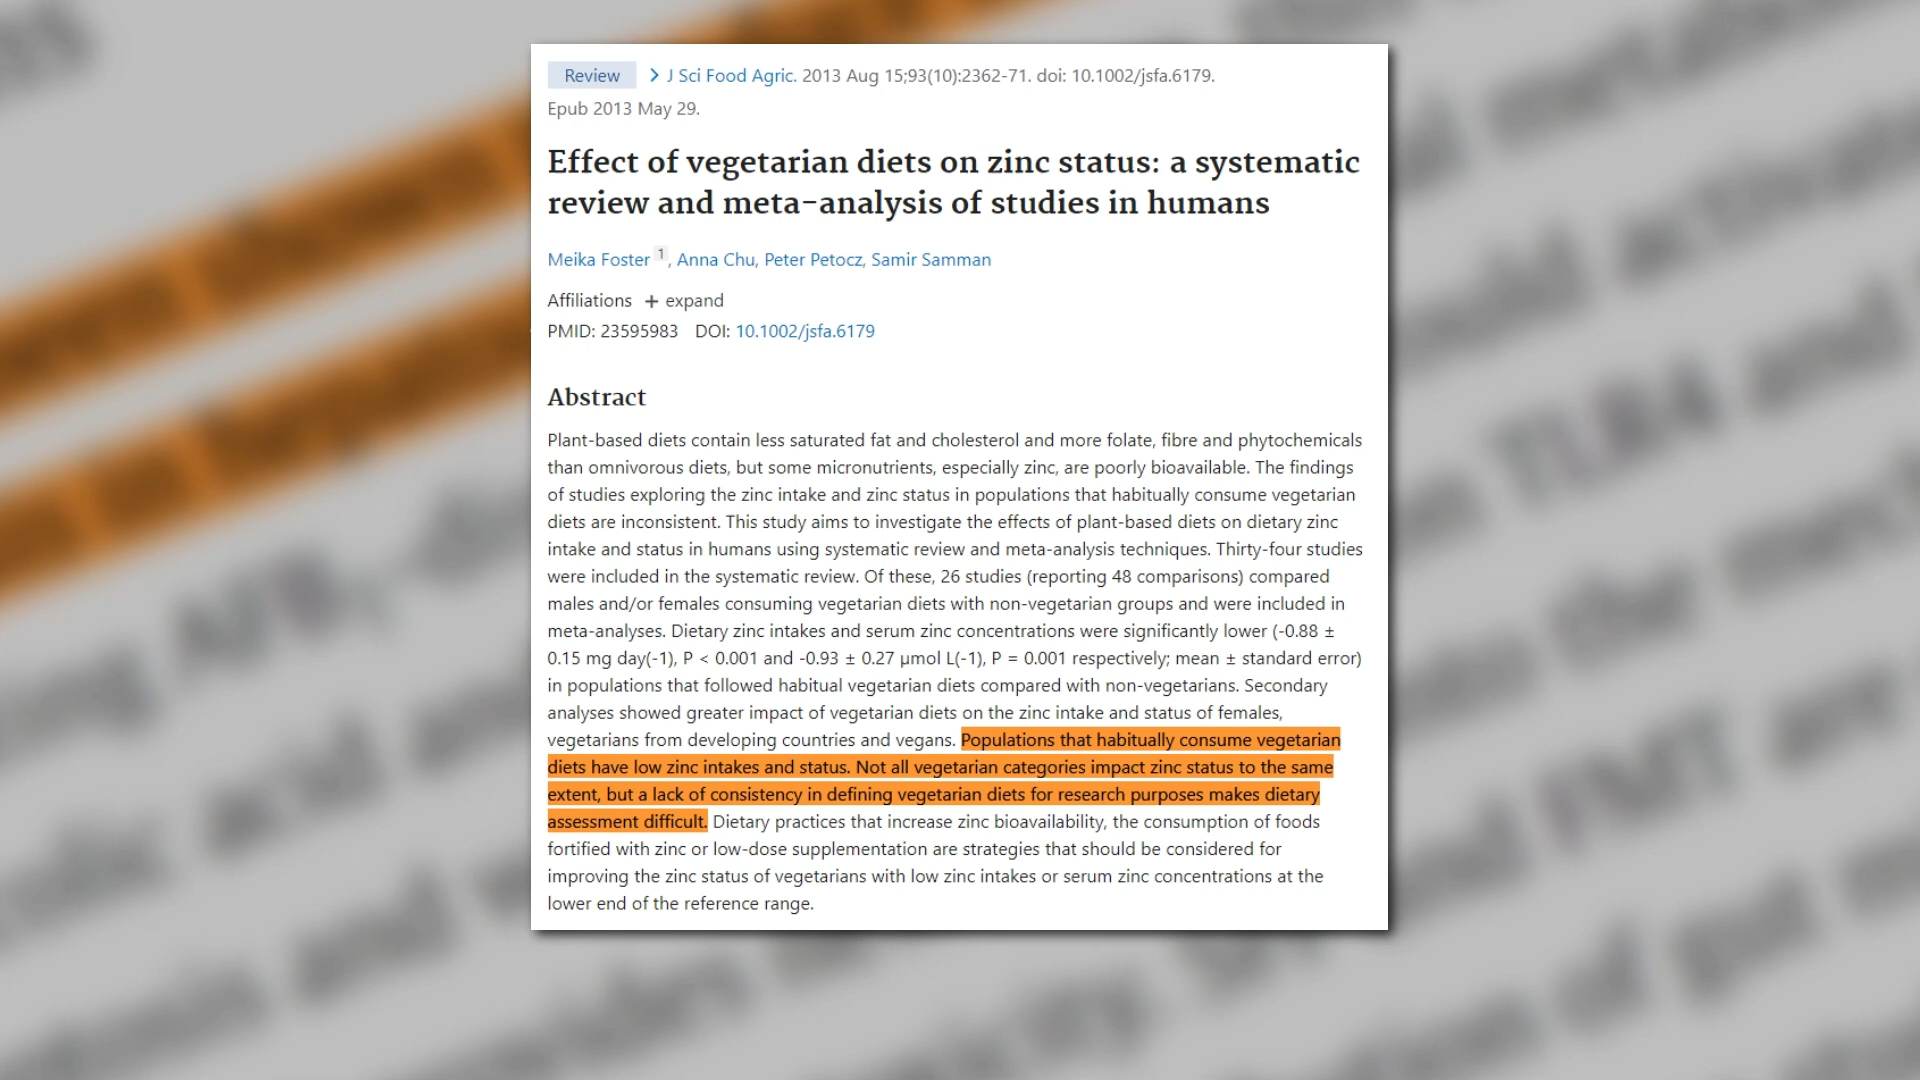 Review > J Sci Food Agric. 2013 Aug 15;93(10):2362-71. doi: 10.1002/jsfa.6179.
Epub 2013 May 29.
Effect of vegetarian diets on zinc status: a systematic
review and meta-analysis of studies in humans
Meika Foster 1, Anna Chu, Peter Petocz, Samir Samman
Affiliations + expand
PMID: 23595983 DOI: 10.1002/jsfa.6179
Abstract
Plant-based diets contain less saturated fat and cholesterol and more folate, fibre and phytochemicals
than omnivorous diets, but some micronutrients, especially zinc, are poorly bioavailable. The findings
of studies exploring the zinc intake and zinc status in populations that habitually consume vegetarian
diets are inconsistent. This study aims to investigate the effects of plant-based diets on dietary zinc
intake and status in humans using systematic review and meta-analysis techniques. Thirty-four studies
were included in the systematic review. Of these, 26 studies (reporting 48 comparisons) compared
males and/or females consuming vegetarian diets with non-vegetarian groups and were included in
meta-analyses. Dietary zinc intakes and serum zinc concentrations were significantly lower (-0.88 ±
0.15 mg day(-1), P < 0.001 and -0.93 ± 0.27 µmol L(-1), P = 0.001 respectively; mean ± standard error)
in populations that followed habitual vegetarian diets compared with non-vegetarians. Secondary
analyses showed greater impact of vegetarian diets on the zinc intake and status of females,
vegetarians from developing countries and vegans. Populations that habitually consume vegetarian
diets have low zinc intakes and status. Not all vegetarian categories impact zinc status to the same
extent, but a lack of consistency in defining vegetarian diets for research purposes makes dietary
assessment difficult. Dietary practices that increase zinc bioavailability, the consumption of foods
fortified with zinc or low-dose supplementation are strategies that should be considered for
improving the zinc status of vegetarians with low zinc intakes or serum zinc concentrations at the
lower end of the reference range.